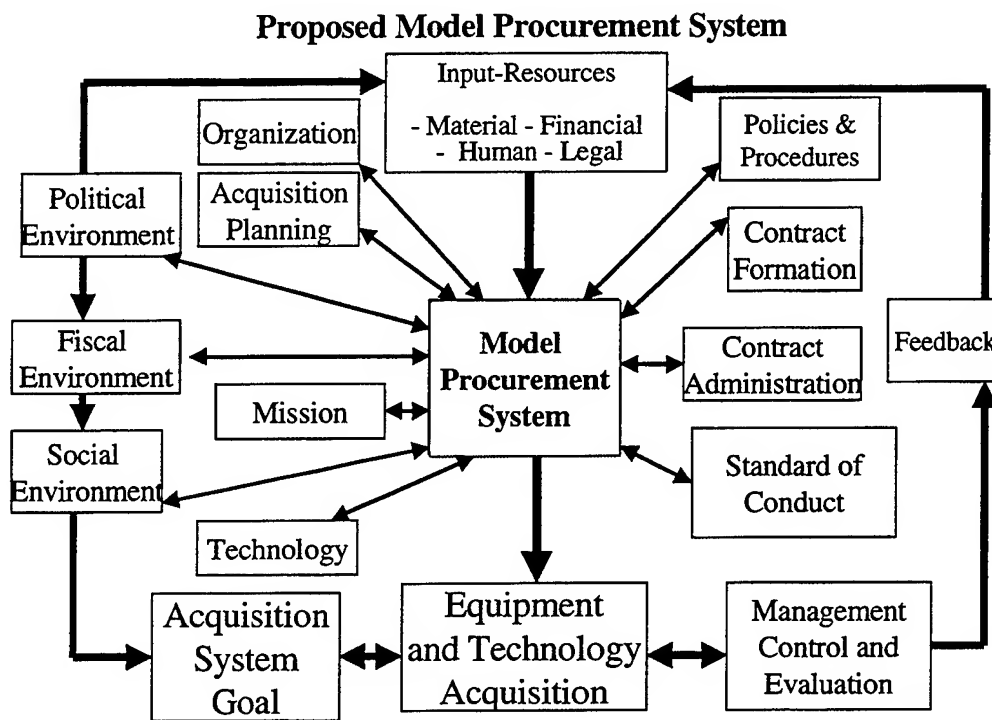 Proposed Model Procurement System
Input-Resources
- Material - Financial
- Human - Legal
Organization
Policies &
Procedures
Acquisition
Planning
Political
Environment
Contract
Formation
Model
Procurement
System
Fiscal
Environment
Contract
Administration
Feedback
Mission
Social
Environment
Standard of
Conduct
Technology
Acquisition
System
Goal
Equipment
and Technology
Acquisition
Management
Control and
Evaluation